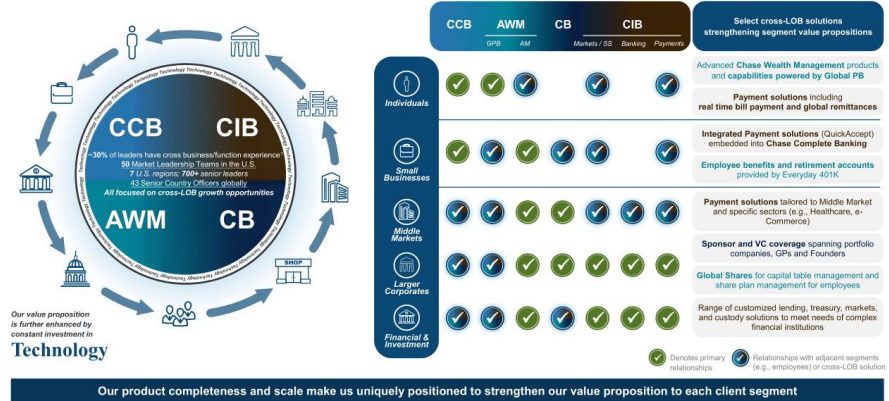 Technology Technology Technology Technology Technology Technology Technology Technology
CCB
CIB
~30% of leaders have cross business/function experience
50 Market Leadership Teams in the U.S.
7 U.S. regions; 700+ senior leaders
43 Senior Country Officers globally
All focused on cross-LOB growth opportunities
AWM
CB
SHOP
Our value proposition
is further enhanced by
constant investment in
Technology
CCB AWM CB CIB
GPB AM Markets / SS Banking Payments
Select cross-LOB solutions
strengthening segment value propositions
Individuals
Advanced Chase Wealth Management products
and capabilities powered by Global PB
Payment solutions including
real time bill payment and global remittances
Small
Businesses
Integrated Payment solutions (QuickAccept)
embedded into Chase Complete Banking
Employee benefits and retirement accounts
provided by Everyday 401K
Middle
Markets
Payment solutions tailored to Middle Market
and specific sectors (e.g., Healthcare, e-
Commerce)
Larger
Corporates
Sponsor and VC coverage spanning portfolio
companies, GPs and Founders
Global Shares for capital table management and
share plan management for employees
Financial &
Investment
Range of customized lending, treasury, markets,
and custody solutions to meet needs of complex
financial institutions
Denotes primary
relationships
Relationships with adjacent segments
(e.g., employees) or cross-LOB solution
Our product completeness and scale make us uniquely positioned to strengthen our value proposition to each client segment